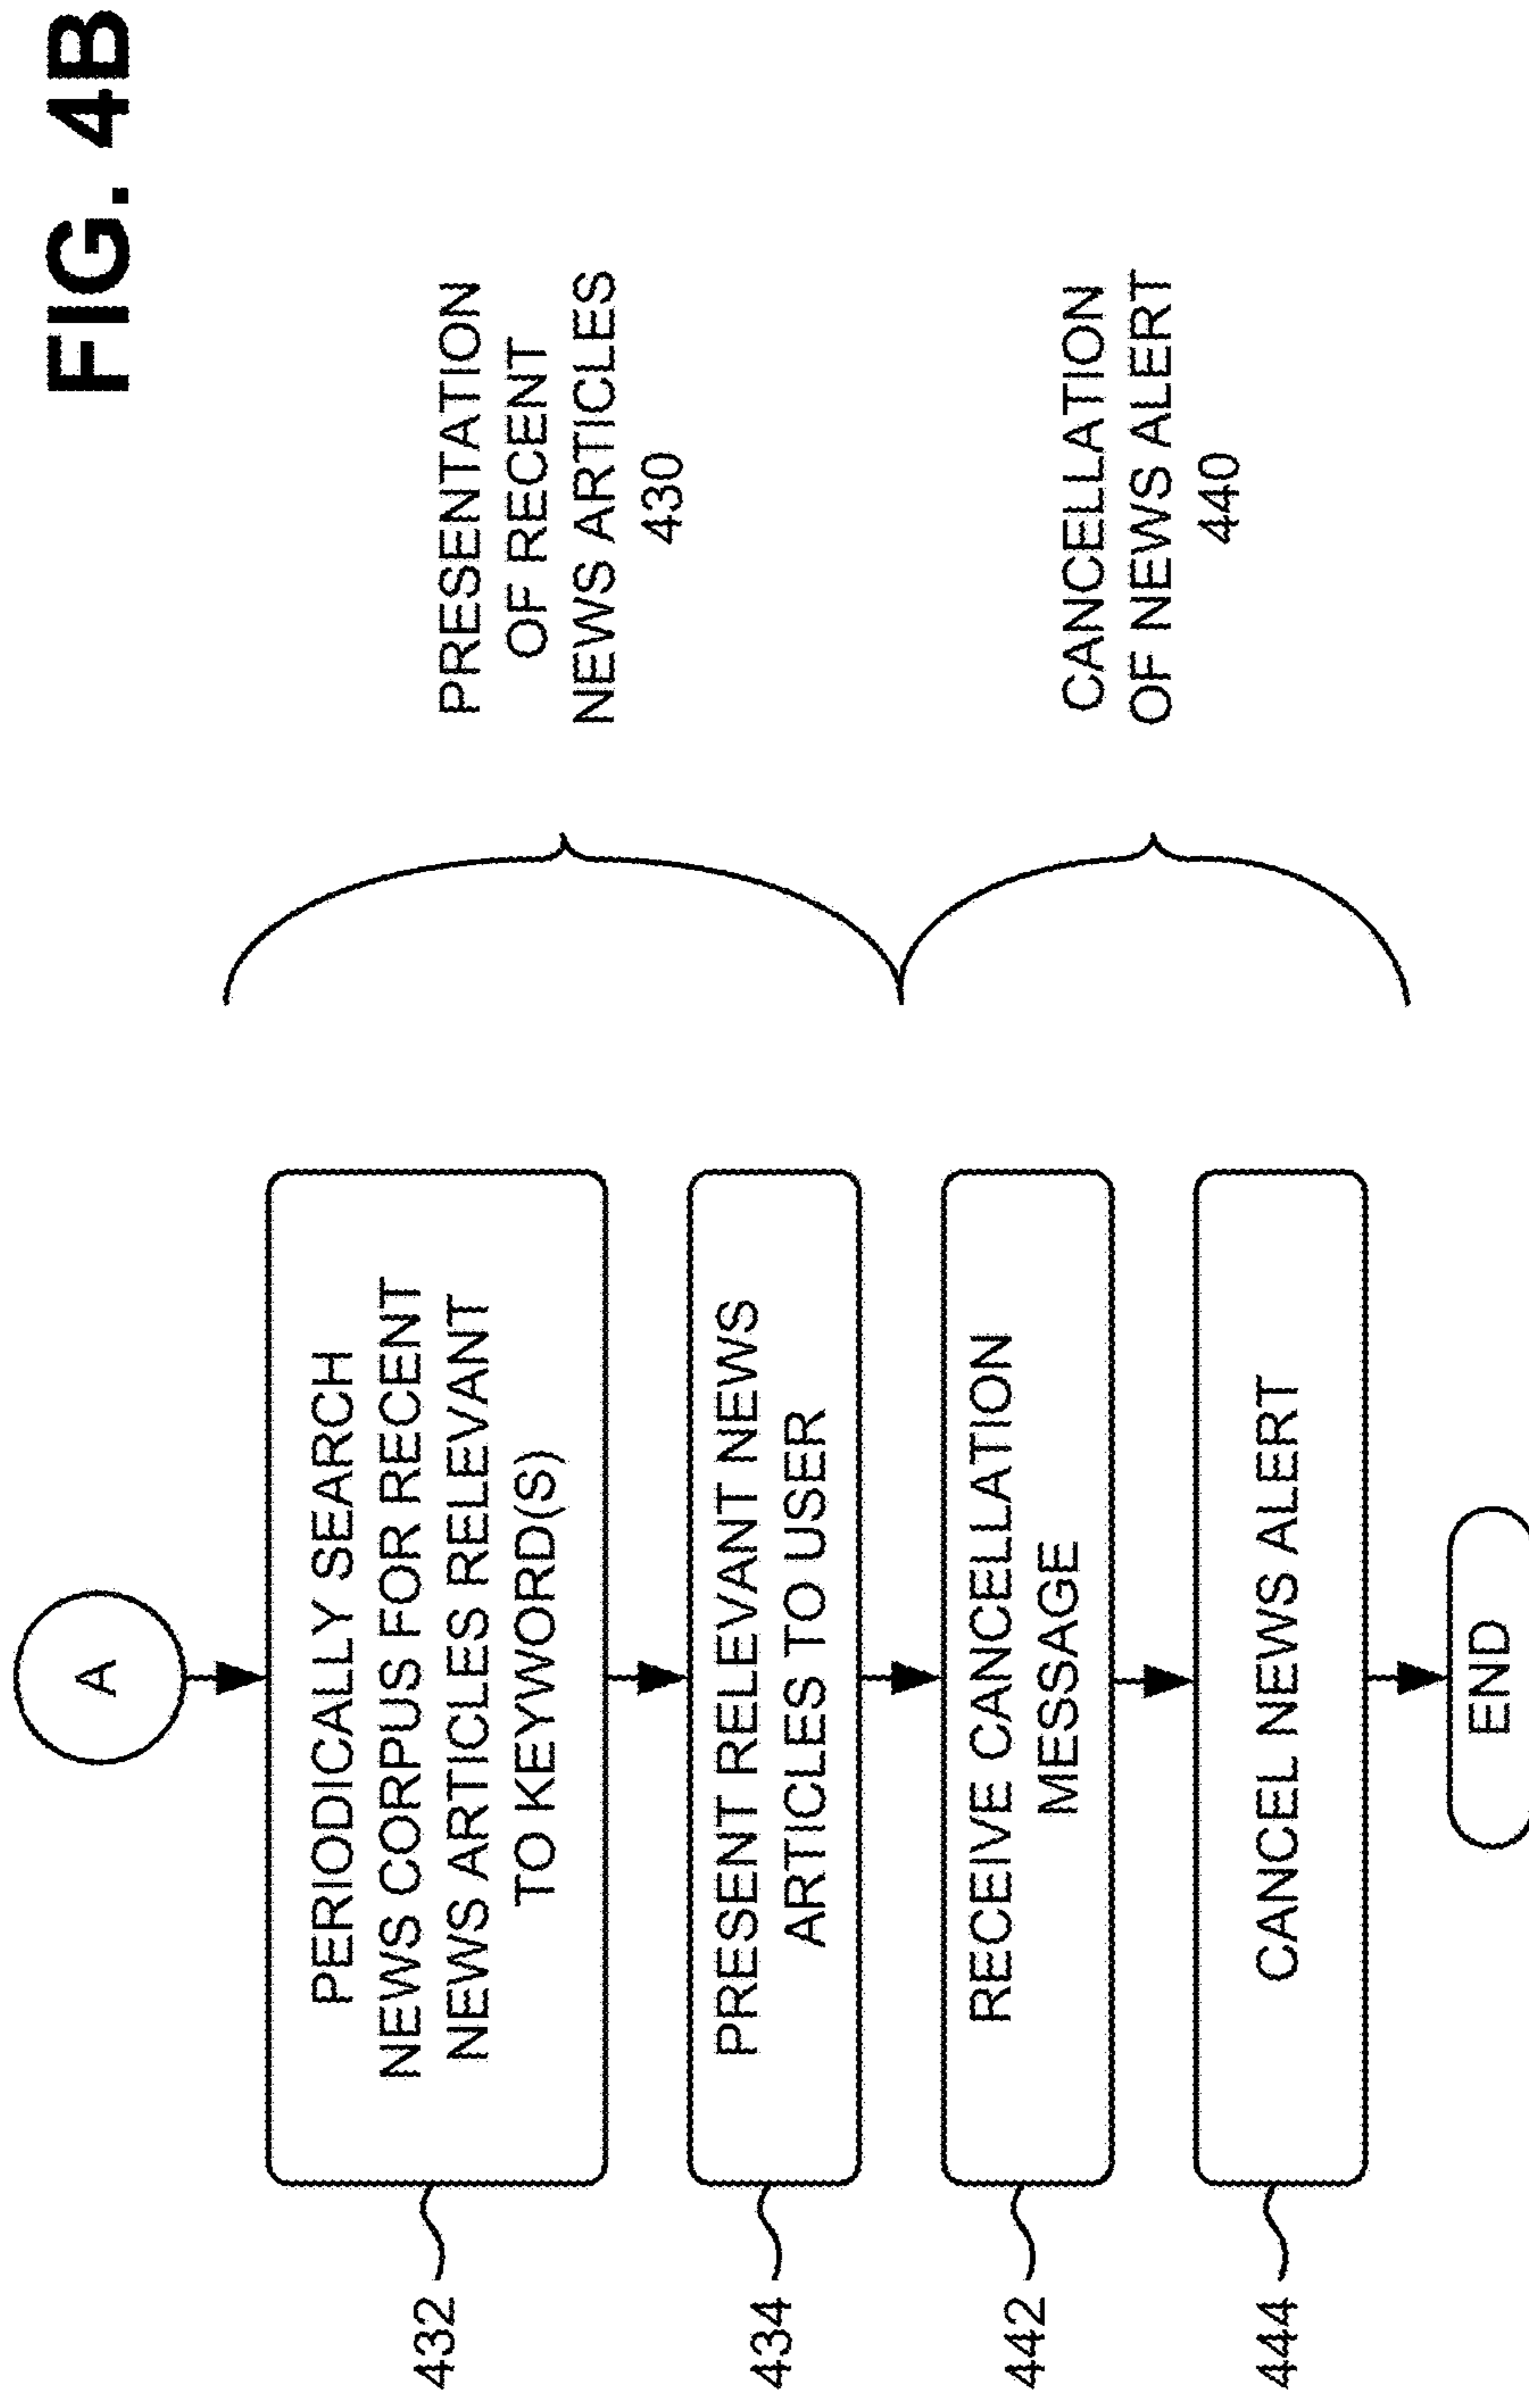 FIG. 4B
A
432
PERIODICALLY SEARCH
NEWS CORPUS FOR RECENT
NEWS ARTICLES RELEVANT
TO KEYWORD(S)
PRESENTATION
OF RECENT
NEWS ARTICLES
430
434
PRESENT RELEVANT NEWS
ARTICLES TO USER
442
RECEIVE CANCELLATION
MESSAGE
CANCELLATION
OF NEWS ALERT
440
444
CANCEL NEWS ALERT
END